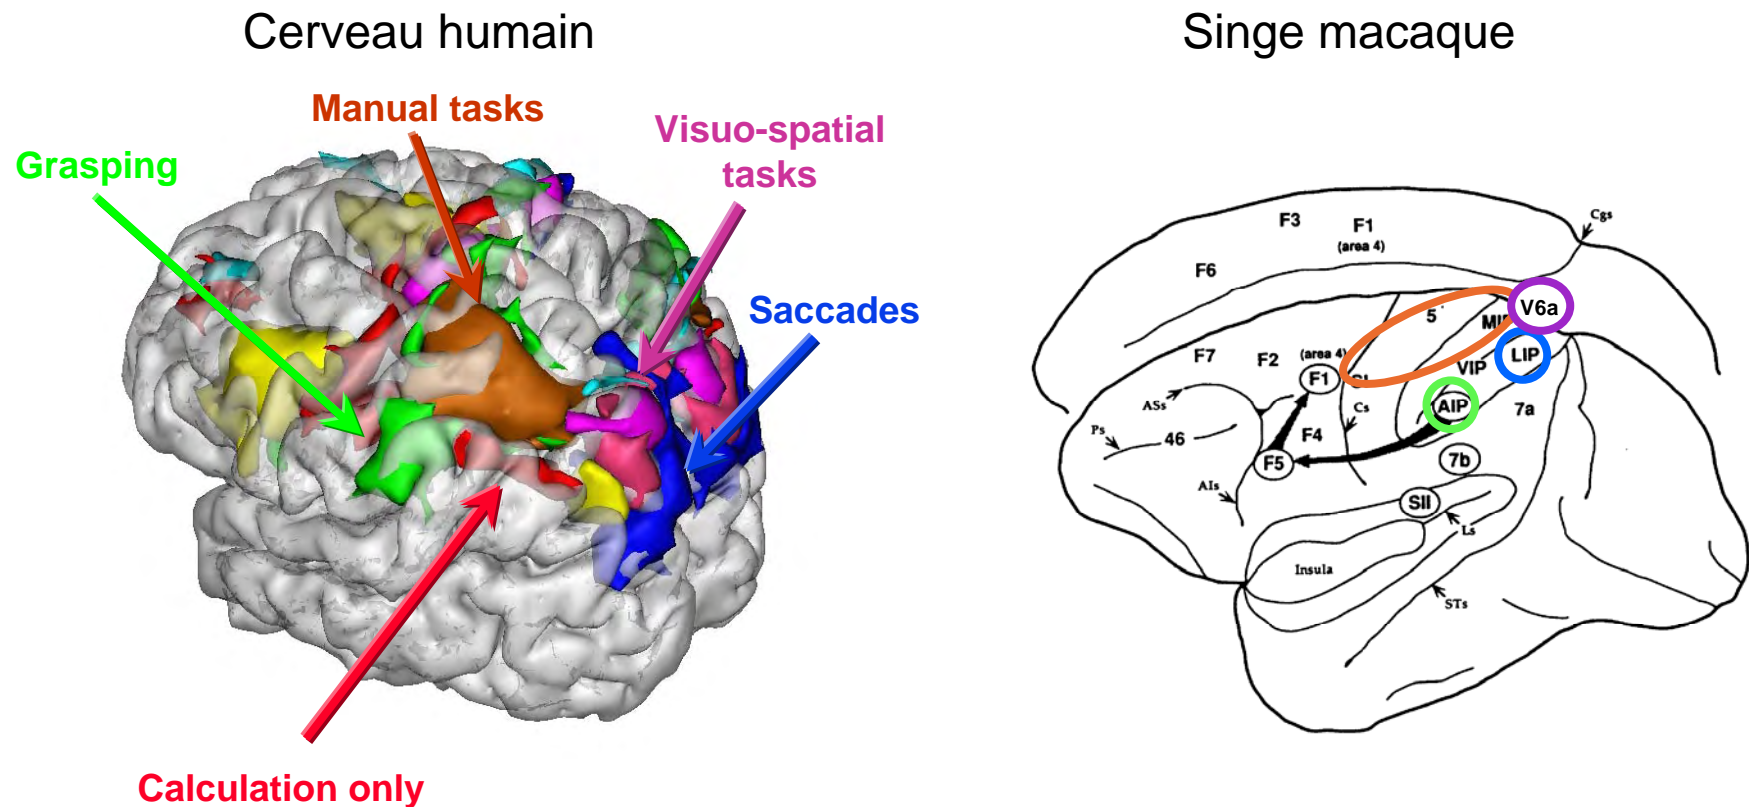 Cerveau humain
Singe macaque
Manual tasks
Visuo-spatial
tasks
Grasping
Saccades
Calculation only
F3
F1
(area 4)
Cgs
F6
V6a
5
MIP
F7
F2
(area 4)
LIP
VIP
F1
SI
ASs
Cs
AIP
7a
Ps
46
F4
F5
7b
AIs
SII
Ls
Insula
STs